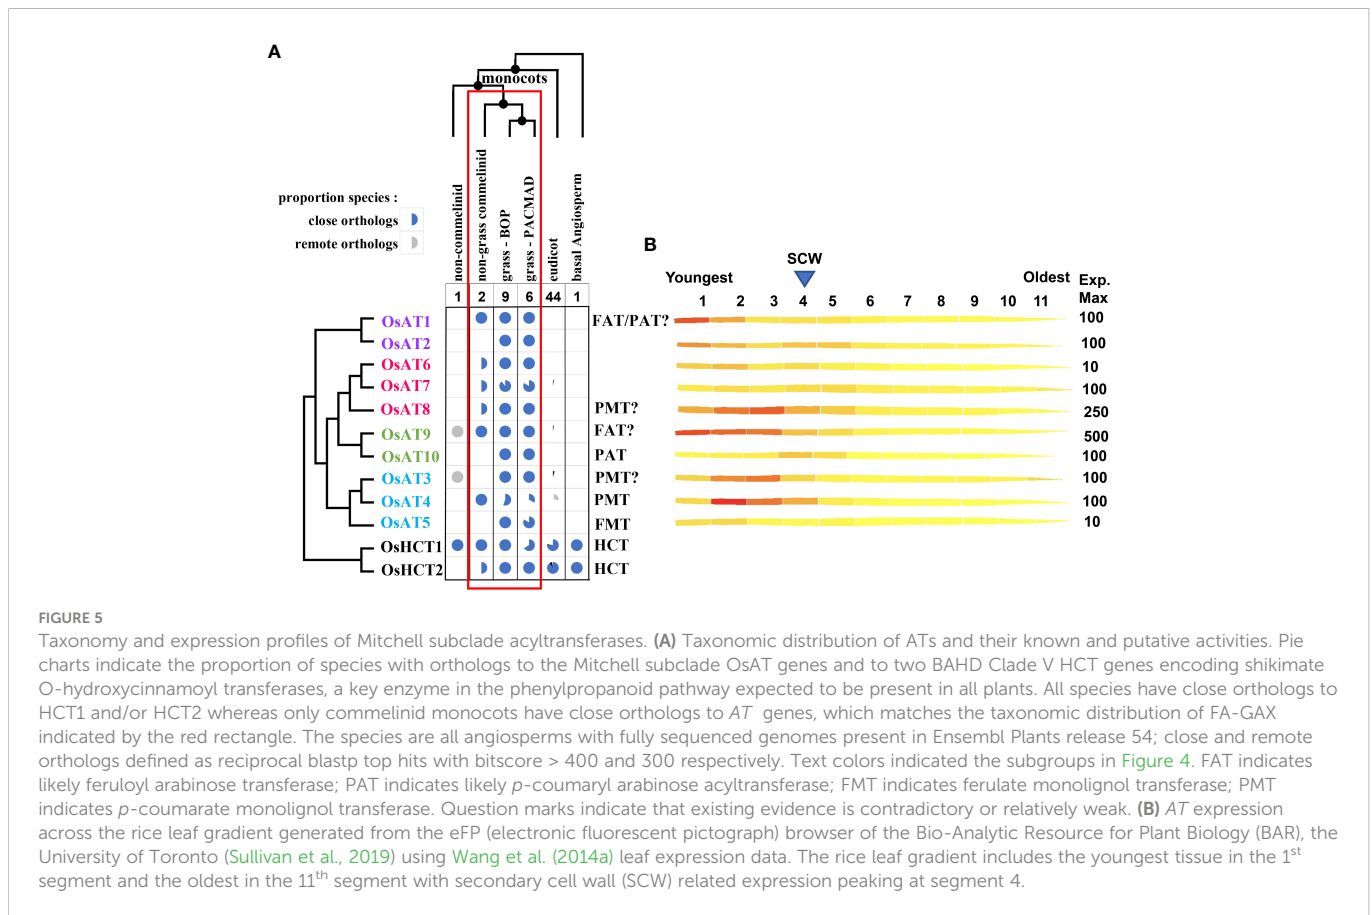 A
monocots
proportion species :
close orthologs
remote orthologs
non-commelinid
non-grass commelinid
grass - BOP
grass - PACMAD
eudicot
basal Angiosperm
1 2 9 6 44 1
B
SCW
Youngest Oldest Exp.
Max
1 2 3 4 5 6 7 8 9 10 11
OsAT1 FAT/PAT? 100
OsAT2 100
OsAT6 10
OsAT7 100
OsAT8 PMT? 250
OsAT9 FAT? 500
OsAT10 PAT 100
OsAT3 PMT? 100
OsAT4 PMT 100
OsAT5 FMT 10
OsHCT1 HCT
OsHCT2 HCT
FIGURE 5
Taxonomy and expression profiles of Mitchell subclade acyltransferases. (A) Taxonomic distribution of ATs and their known and putative activities. Pie
charts indicate the proportion of species with orthologs to the Mitchell subclade OsAT genes and to two BAHD Clade V HCT genes encoding shikimate
O-hydroxycinnamoyl transferases, a key enzyme in the phenylpropanoid pathway expected to be present in all plants. All species have close orthologs to
HCT1 and/or HCT2 whereas only commelinid monocots have close orthologs to AT genes, which matches the taxonomic distribution of FA-GAX
indicated by the red rectangle. The species are all angiosperms with fully sequenced genomes present in Ensembl Plants release 54; close and remote
orthologs defined as reciprocal blastp top hits with bitscore > 400 and 300 respectively. Text colors indicated the subgroups in Figure 4. FAT indicates
likely feruloyl arabinose transferase; PAT indicates likely p-coumaryl arabinose acyltransferase; FMT indicates ferulate monolignol transferase; PMT
indicates p-coumarate monolignol transferase. Question marks indicate that existing evidence is contradictory or relatively weak. (B) AT expression
across the rice leaf gradient generated from the eFP (electronic fluorescent pictograph) browser of the Bio-Analytic Resource for Plant Biology (BAR), the
University of Toronto (Sullivan et al., 2019) using Wang et al. (2014a) leaf expression data. The rice leaf gradient includes the youngest tissue in the 1st
segment and the oldest in the 11th segment with secondary cell wall (SCW) related expression peaking at segment 4.